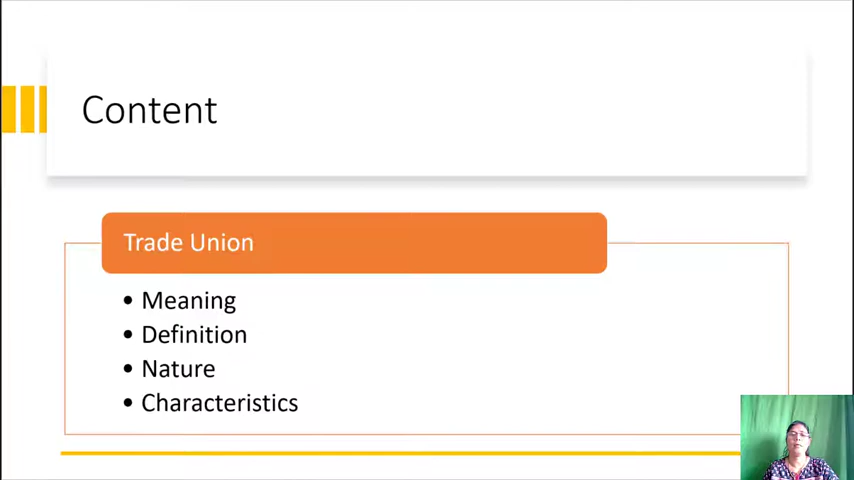 Content
Trade Union
• Meaning
• Definition
• Nature
• Characteristics